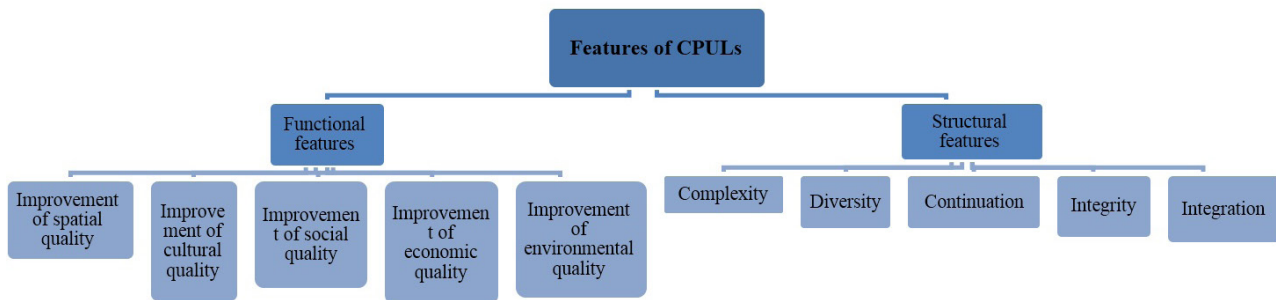 Features of CPULs
Functional
features
Structural
features
Improvement
of spatial
quality
Improve
ment of
cultural
quality
Improvemen
t of social
quality
Improvemen
t of
economic
quality
Improvement
of
environmental
quality
Complexity
Diversity
Continuation
Integrity
Integration